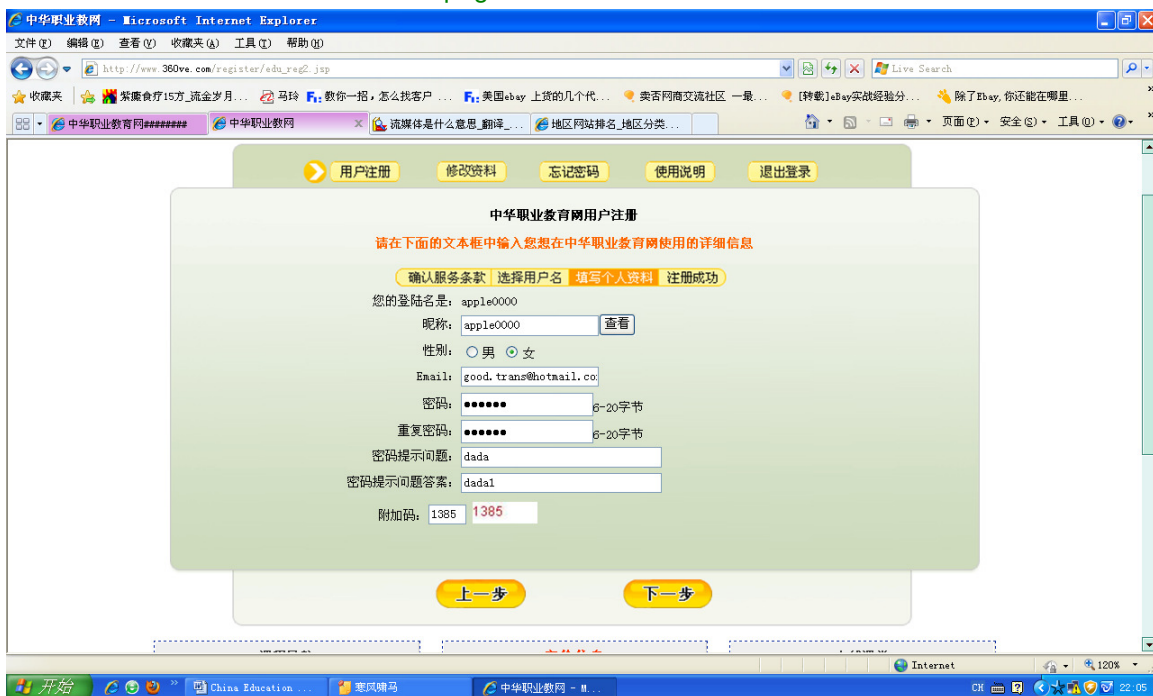 中华职业教网 - Microsoft Internet Explorer
文件(F) 编辑(E) 查看(V) 收藏夹(A) 工具(T) 帮助(H)
http://www.360ve.com/register/edu_reg2.jsp
Live Search
收藏夹 紫癜食疗15方_流金岁月... 马玲 教你一招，怎么找客户 ... 美国ebay 上货的几个代... 卖否网商交流社区 —最... [转载]eBay实战经验分... 除了Ebay,你还能在哪里...
中华职业教育网######## 中华职业教网 流媒体是什么意思_翻译_... 地区网站排名_地区分类... 页面(P) 安全(S) 工具(O)
用户注册 修改资料 忘记密码 使用说明 退出登录
中华职业教育网用户注册
请在下面的文本框中输入您想在中华职业教育网使用的详细信息
确认服务条款 选择用户名 填写个人资料 注册成功
您的登陆名是: apple0000
昵称: apple0000 查看
性别: 男 女
Email: good.trans@hotmail.co
密码: ●●●●●● 6-20字节
重复密码: ●●●●●● 6-20字节
密码提示问题: dada
密码提示问题答案: dada1
附加码: 1385 1385
上一步 下一步
Internet 120%
开始 China Education ... 寒风啸马 中华职业教网 - M... CH 22:05